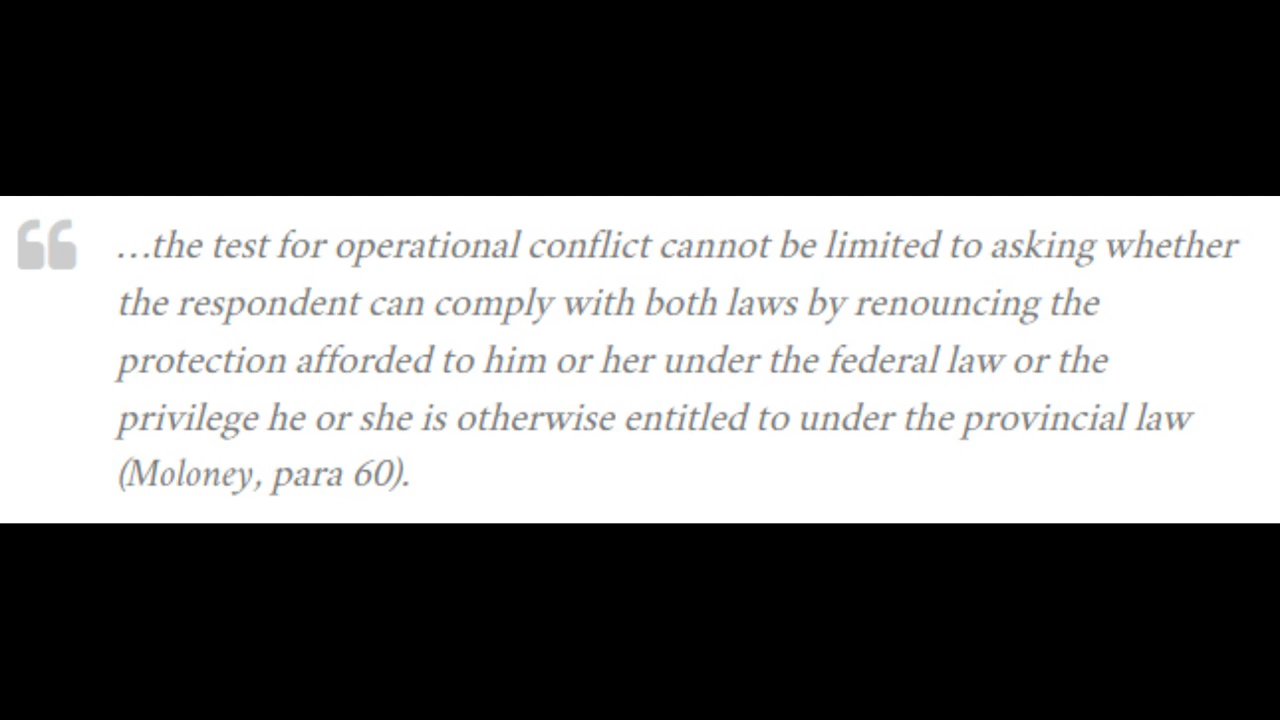 …the test for operational conflict cannot be limited to asking whether
the respondent can comply with both laws by renouncing the
protection afforded to him or her under the federal law or the
privilege he or she is otherwise entitled to under the provincial law
(Moloney, para 60).